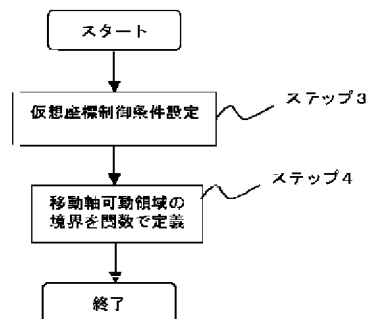 スタート
仮想座標制御条件設定
ステップ3
ステップ4
移動軸可動領域の
境界を関数で定義
終了